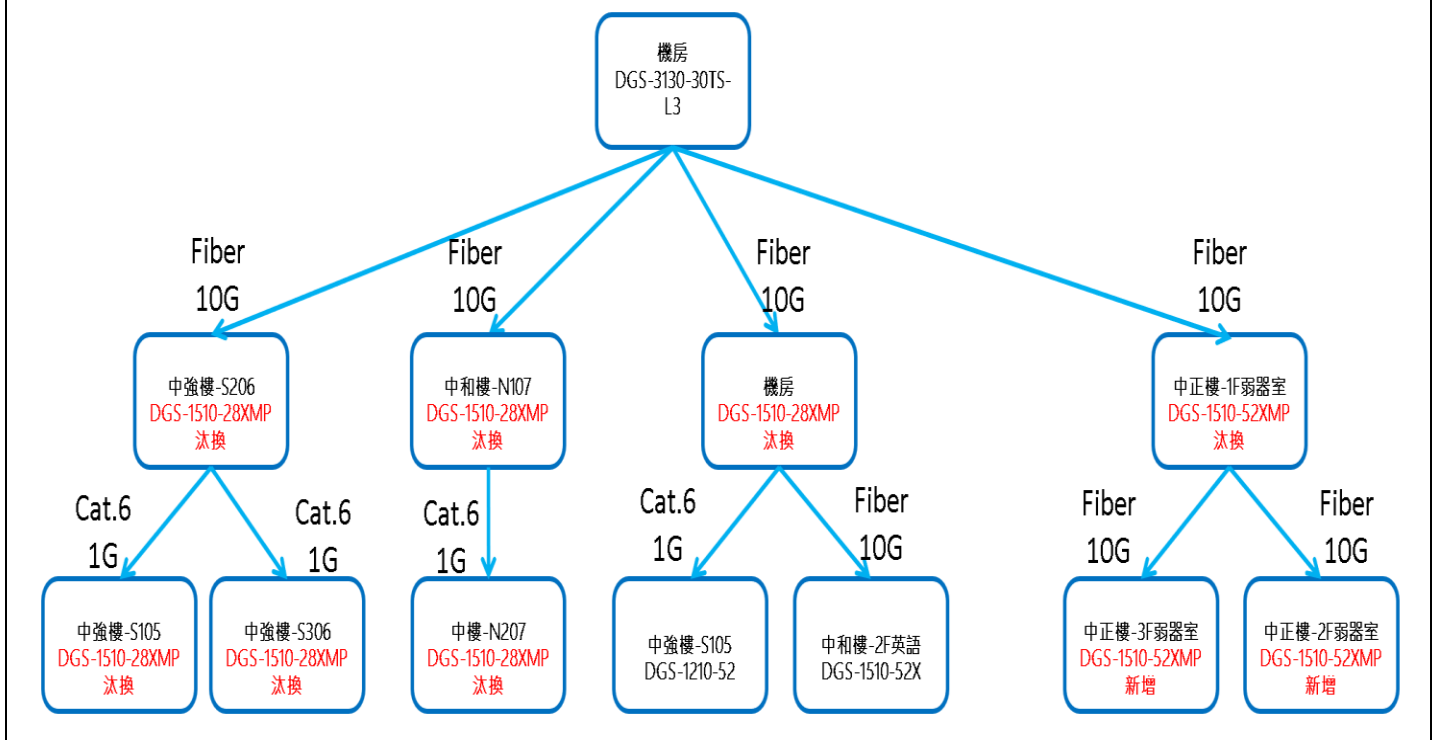 機房
DGS-3130-30TS-
L3
Fiber
10G
Fiber
10G
Fiber
10G
Fiber
10G
中強樓-S206
DGS-1510-28XMP
汰換
中和樓-N107
DGS-1510-28XMP
汰換
機房
DGS-1510-28XMP
汰換
中正樓-1F弱器室
DGS-1510-52XMP
汰換
Cat.6
1G
Cat.6
1G
Cat.6
1G
Cat.6
1G
Fiber
10G
Fiber
10G
Fiber
10G
中強樓-S105
DGS-1510-28XMP
汰換
中強樓-S306
DGS-1510-28XMP
汰換
中樓-N207
DGS-1510-28XMP
汰換
中強樓-S105
DGS-1210-52
中和樓-2F英語
DGS-1510-52X
中正樓-3F弱器室
DGS-1510-52XMP
新增
中正樓-2F弱器室
DGS-1510-52XMP
新增